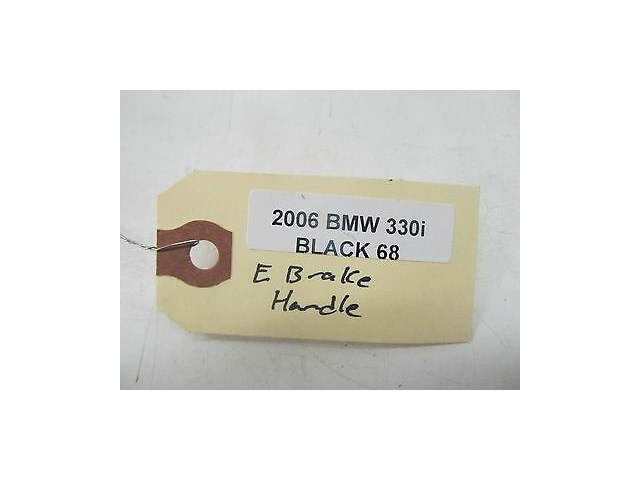 2006 BMW 330i
BLACK 68
E Brake
Handle